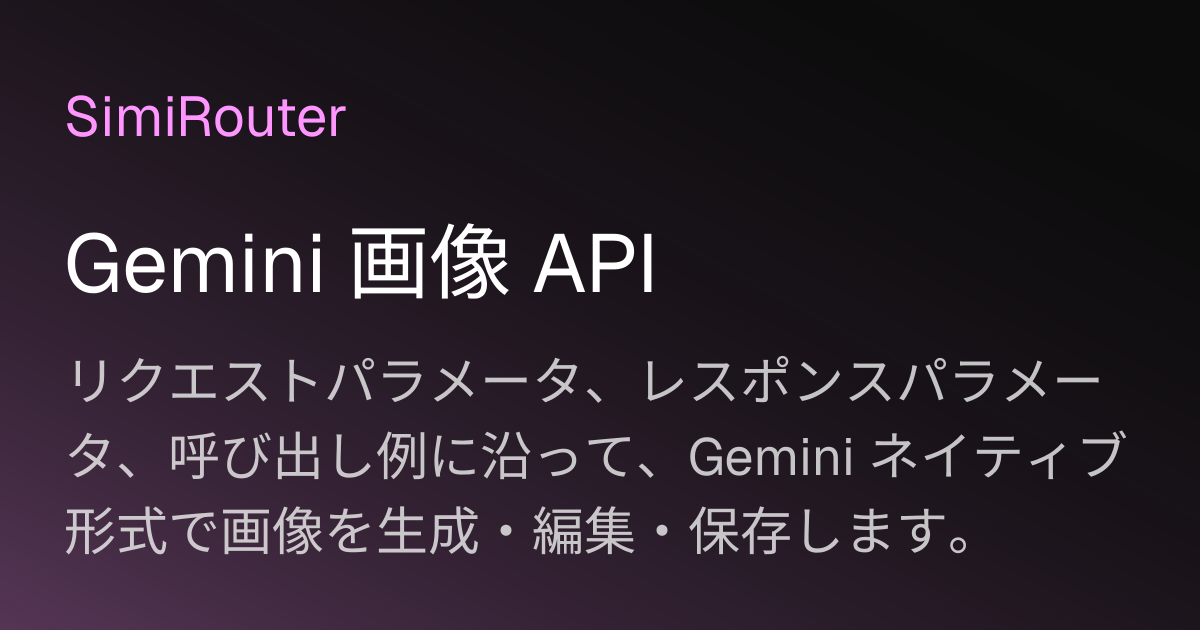 SimiRouter
Gemini 画像 API
リクエストパラメータ、レスポンスパラメー
タ、呼び出し例に沿って、Gemini ネイティブ
形式で画像を生成・編集・保存します。